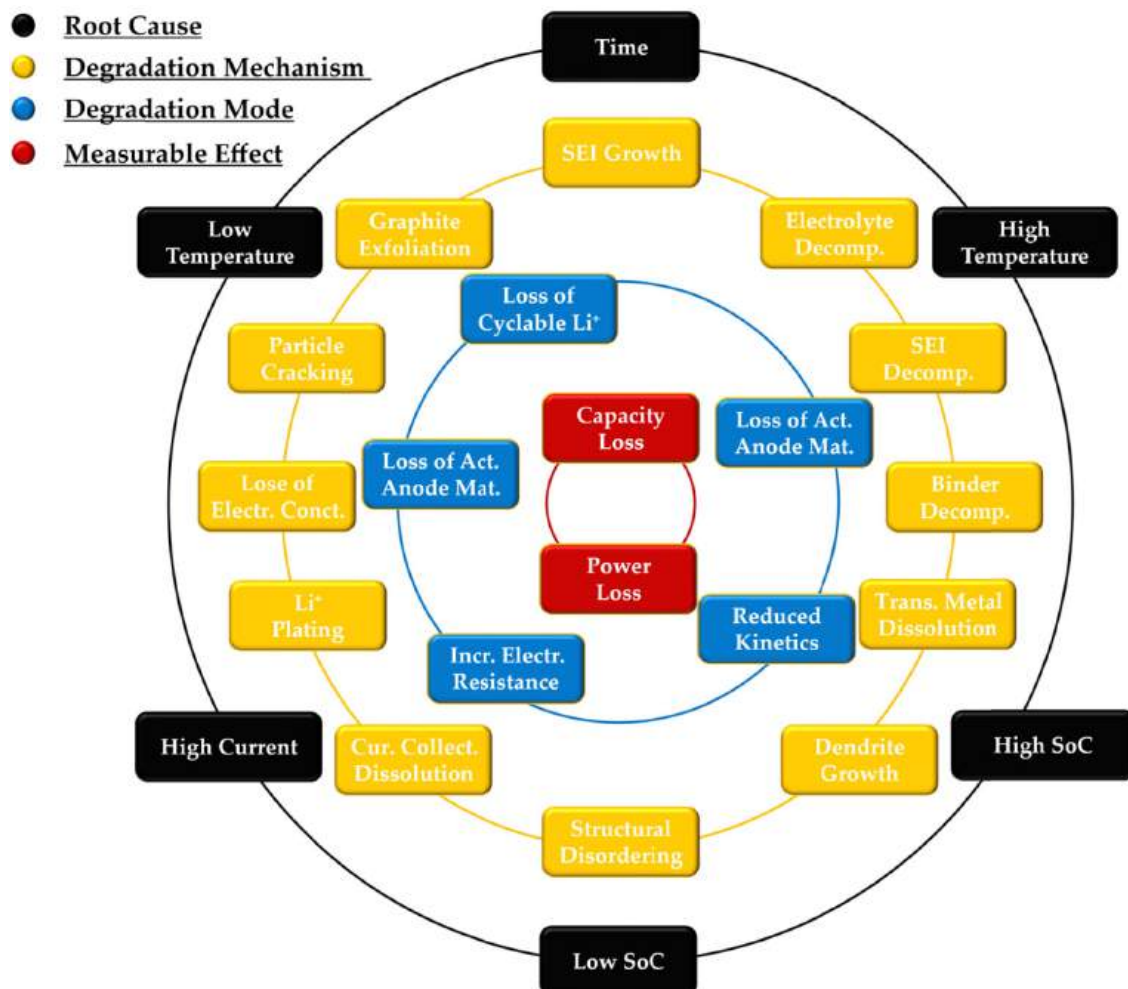 Root Cause
Degradation Mechanism
Degradation Mode
Measurable Effect
Time
SEI Growth
Low
Temperature
Graphite
Exfoliation
Electrolyte
Decomp.
High
Temperature
Loss of
Cyclable Li⁺
Particle
Cracking
SEI
Decomp.
Capacity
Loss
Loss of Act.
Anode Mat.
Loss of Act.
Anode Mat.
Lose of
Electr. Conct.
Binder
Decomp.
Power
Loss
Li⁺
Plating
Reduced
Kinetics
Trans. Metal
Dissolution
Incr. Electr.
Resistance
High Current
Cur. Collect.
Dissolution
Dendrite
Growth
High SoC
Structural
Disordering
Low SoC